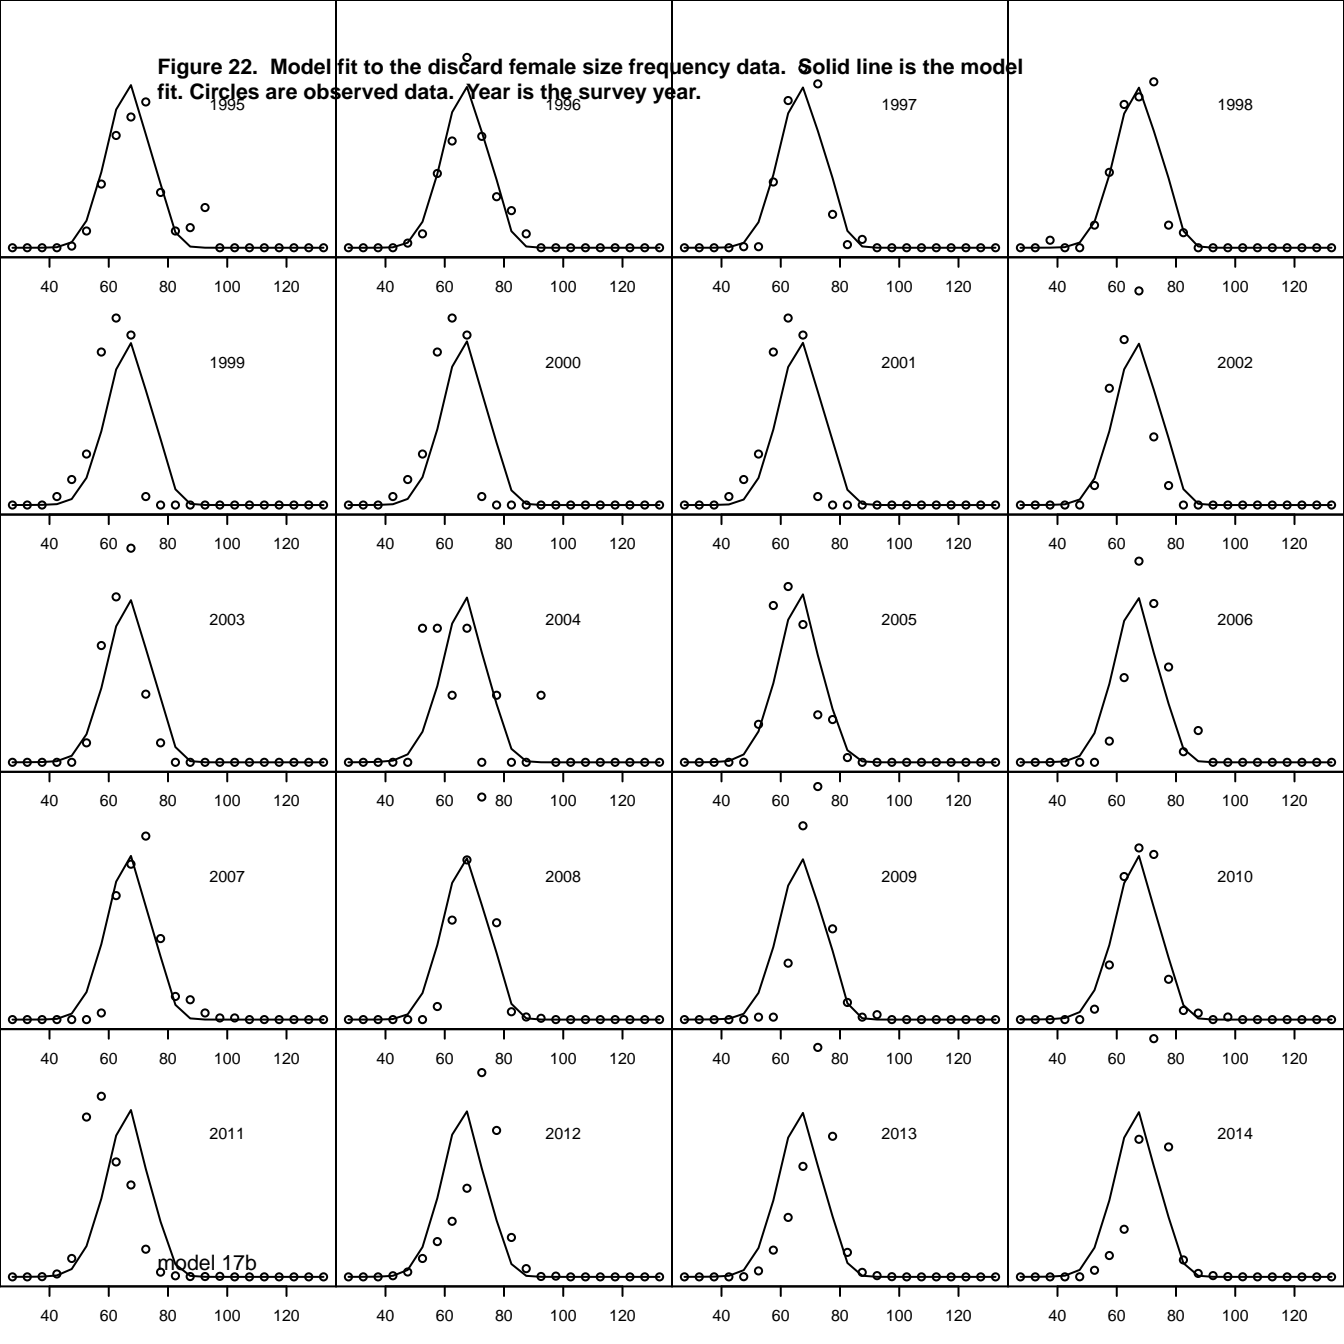 Figure 22.  Model fit to the discard female size frequency data.  Solid line is the model
fit. Circles are observed data.  Year is the survey year.
1995 1996 1997 1998
40 60 80 100 120 40 60 80 100 120 40 60 80 100 120 40 60 80 100 120
1999 2000 2001 2002
40 60 80 100 120 40 60 80 100 120 40 60 80 100 120 40 60 80 100 120
2003 2004 2005 2006
40 60 80 100 120 40 60 80 100 120 40 60 80 100 120 40 60 80 100 120
2007 2008 2009 2010
40 60 80 100 120 40 60 80 100 120 40 60 80 100 120 40 60 80 100 120
2011 2012 2013 2014
model 17b
40 60 80 100 120 40 60 80 100 120 40 60 80 100 120 40 60 80 100 120